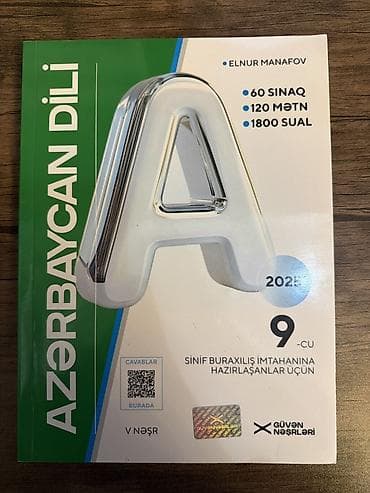 AZƏRBAYCAN DİLİ
ELNUR MANAFOV
60 SINAQ
120 MƏTN
1800 SUAL
A
2025
9-CU
SİNİF BURAXILIŞ İMTAHANINA
HAZIRLAŞANLAR ÜÇÜN
CAVABLAR
BURADA
V NƏŞR
GÜVƏN
NƏŞRLƏRİ